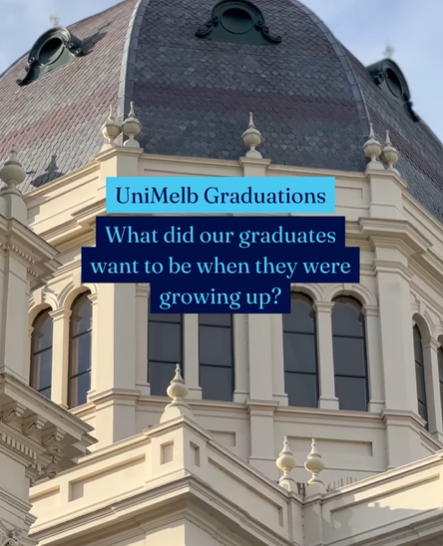 UniMelb Graduations
What did our graduates
want to be when they were
growing up?